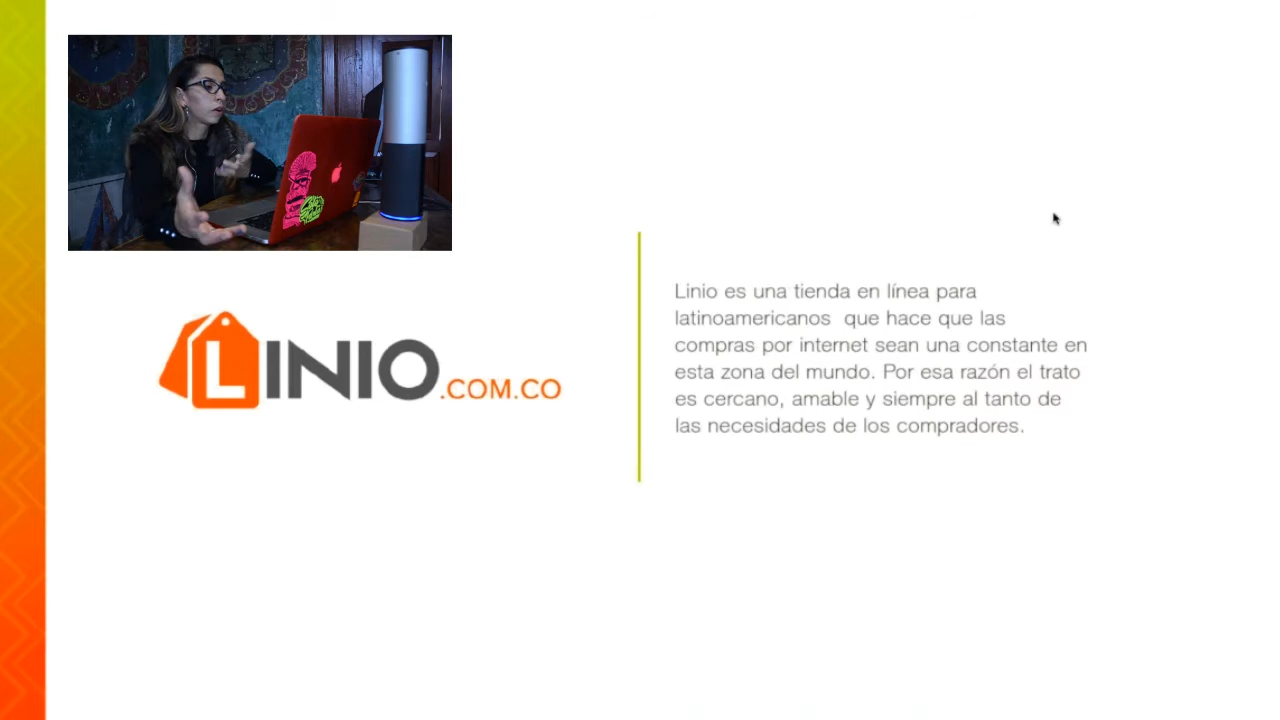 LINIO.COM.CO
Linio es una tienda en línea para
latinoamericanos que hace que las
compras por internet sean una constante en
esta zona del mundo. Por esa razón el trato
es cercano, amable y siempre al tanto de
las necesidades de los compradores.